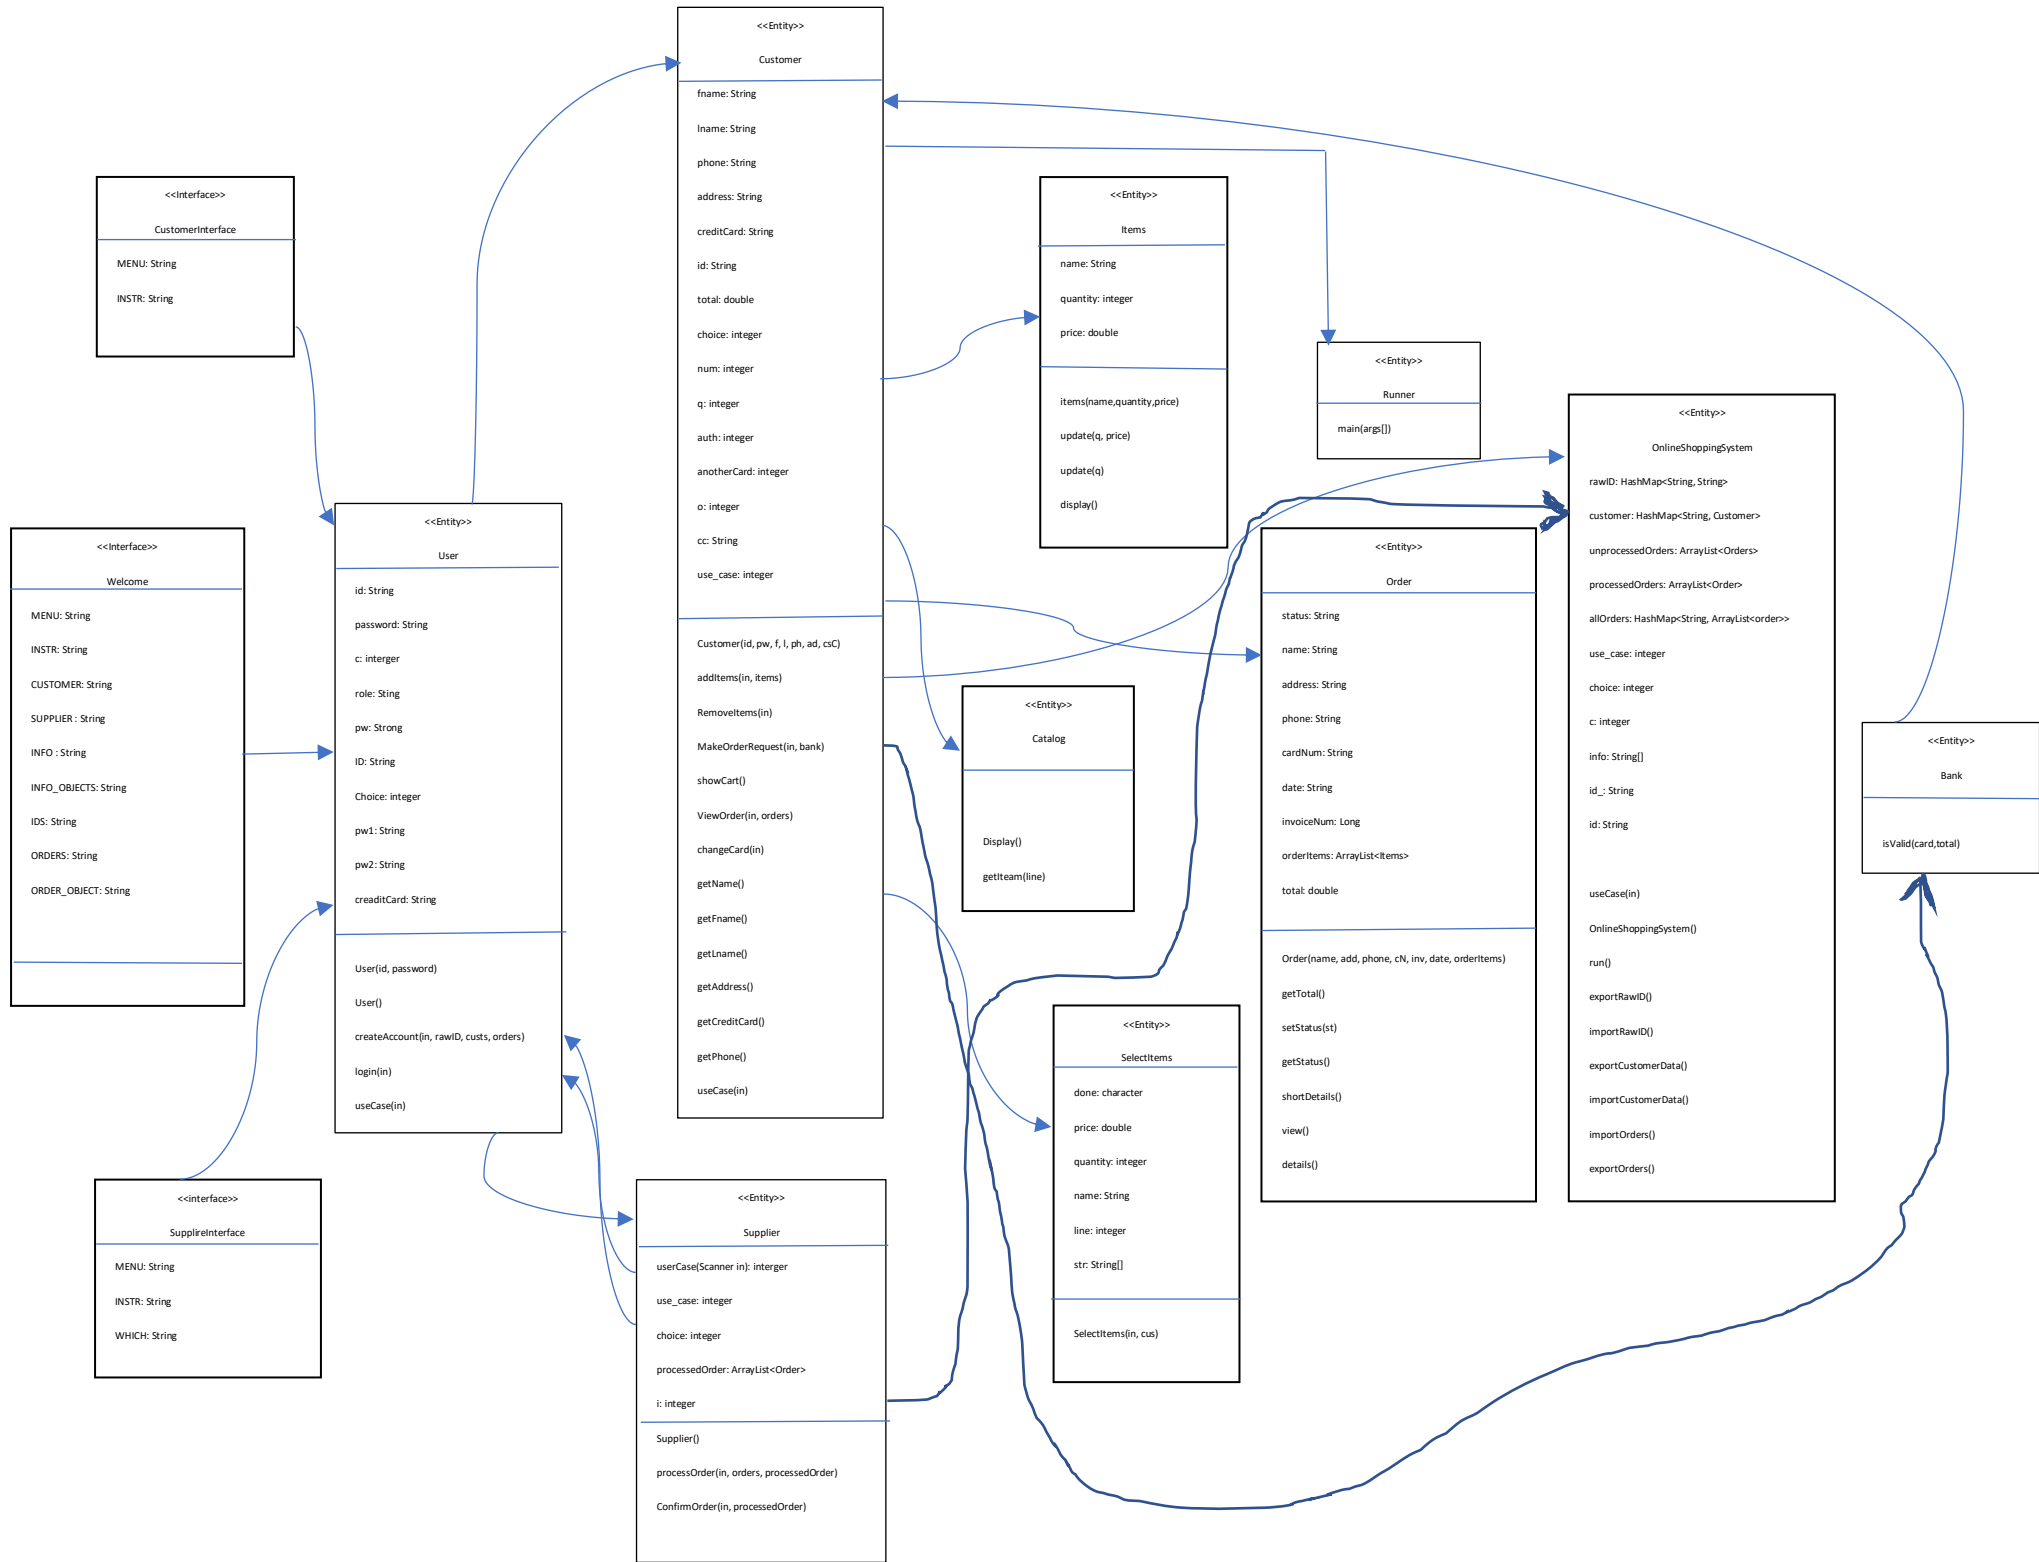 <<Entity>>
Customer
fname: String
lname: String
phone: String
address: String
creditCard: String
id: String
total: double
choice: integer
num: integer
q: integer
auth: integer
anotherCard: integer
o: integer
cc: String
use_case: integer
Customer(id, pw, f, l, ph, ad, csC)
addItems(in, items)
RemoveItems(in)
MakeOrderRequest(in, bank)
showCart()
ViewOrder(in, orders)
changeCard(in)
getName()
getFname()
getLname()
getAddress()
getCreditCard()
getPhone()
useCase(in)
<<Interface>>
CustomerInterface
MENU: String
INSTR: String
<<Entity>>
Items
name: String
quantity: integer
price: double
items(name,quantity,price)
update(q, price)
update(q)
display()
<<Entity>>
Runner
main(args[])
<<Entity>>
OnlineShoppingSystem
rawID: HashMap<String, String>
customer: HashMap<String, Customer>
unprocessedOrders: ArrayList<Orders>
processedOrders: ArrayList<Order>
allOrders: HashMap<String, ArrayList<order>>
use_case: integer
choice: integer
c: integer
info: String[]
id_: String
id: String
useCase(in)
OnlineShoppingSystem()
run()
exportRawID()
importRawID()
exportCustomerData()
importCustomerData()
importOrders()
exportOrders()
<<Interface>>
Welcome
MENU: String
INSTR: String
CUSTOMER: String
SUPPLIER : String
INFO : String
INFO_OBJECTS: String
IDS: String
ORDERS: String
ORDER_OBJECT: String
<<Entity>>
User
id: String
password: String
c: interger
role: Sting
pw: Strong
ID: String
Choice: integer
pw1: String
pw2: String
creaditCard: String
User(id, password)
User()
createAccount(in, rawID, custs, orders)
login(in)
useCase(in)
<<Entity>>
Order
status: String
name: String
address: String
phone: String
cardNum: String
date: String
invoiceNum: Long
orderItems: ArrayList<Items>
total: double
Order(name, add, phone, cN, inv, date, orderItems)
getTotal()
setStatus(st)
getStatus()
shortDetails()
view()
details()
<<Entity>>
Catalog
Display()
getIteam(line)
<<Entity>>
Bank
isValid(card,total)
<<Entity>>
SelectItems
done: character
price: double
quantity: integer
name: String
line: integer
str: String[]
SelectItems(in, cus)
<<interface>>
SupplireInterface
MENU: String
INSTR: String
WHICH: String
<<Entity>>
Supplier
userCase(Scanner in): interger
use_case: integer
choice: integer
processedOrder: ArrayList<Order>
i: integer
Supplier()
processOrder(in, orders, processedOrder)
ConfirmOrder(in, processedOrder)